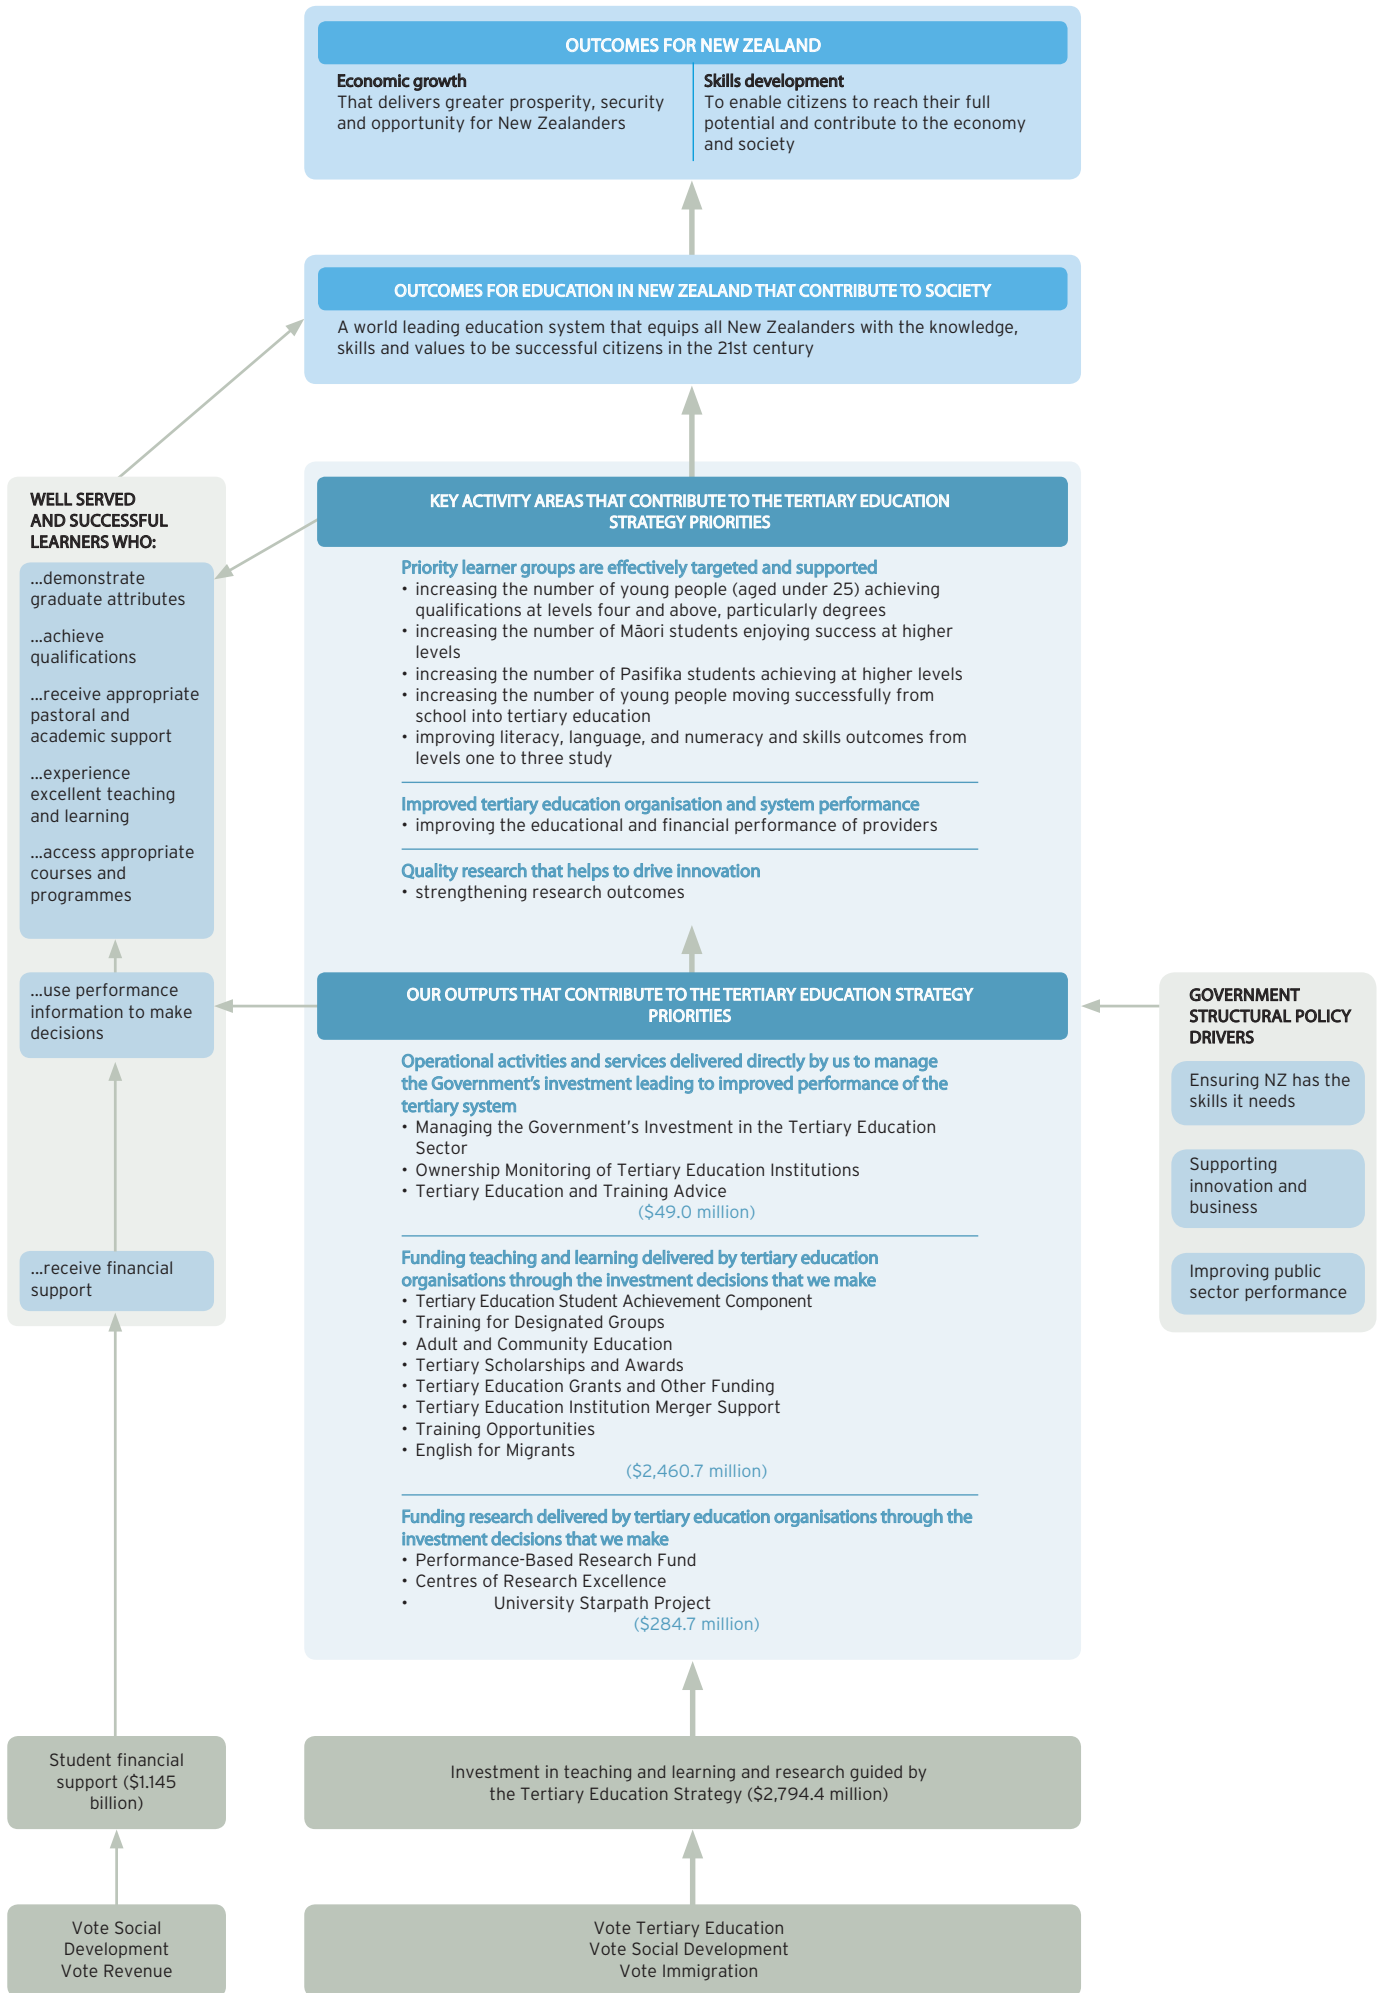 OUTCOMES FOR NEW ZEALAND
Economic growth
That delivers greater prosperity, security
and opportunity for New Zealanders
Skills development
To enable citizens to reach their full
potential and contribute to the economy
and society
OUTCOMES FOR EDUCATION IN NEW ZEALAND THAT CONTRIBUTE TO SOCIETY
A world leading education system that equips all New Zealanders with the knowledge,
skills and values to be successful citizens in the 21st century
WELL SERVED
AND SUCCESSFUL
LEARNERS WHO:
...demonstrate
graduate attributes
...achieve
qualifications
...receive appropriate
pastoral and
academic support
...experience
excellent teaching
and learning
...access appropriate
courses and
programmes
...use performance
information to make
decisions
...receive financial
support
KEY ACTIVITY AREAS THAT CONTRIBUTE TO THE TERTIARY EDUCATION
STRATEGY PRIORITIES
Priority learner groups are effectively targeted and supported
• increasing the number of young people (aged under 25) achieving
qualifications at levels four and above, particularly degrees
• increasing the number of Māori students enjoying success at higher
levels
• increasing the number of Pasifika students achieving at higher levels
• increasing the number of young people moving successfully from
school into tertiary education
• improving literacy, language, and numeracy and skills outcomes from
levels one to three study
Improved tertiary education organisation and system performance
• improving the educational and financial performance of providers
Quality research that helps to drive innovation
• strengthening research outcomes
OUR OUTPUTS THAT CONTRIBUTE TO THE TERTIARY EDUCATION STRATEGY
PRIORITIES
Operational activities and services delivered directly by us to manage
the Government's investment leading to improved performance of the
tertiary system
• Managing the Government's Investment in the Tertiary Education
Sector
• Ownership Monitoring of Tertiary Education Institutions
• Tertiary Education and Training Advice
($49.0 million)
Funding teaching and learning delivered by tertiary education
organisations through the investment decisions that we make
• Tertiary Education Student Achievement Component
• Training for Designated Groups
• Adult and Community Education
• Tertiary Scholarships and Awards
• Tertiary Education Grants and Other Funding
• Tertiary Education Institution Merger Support
• Training Opportunities
• English for Migrants
($2,460.7 million)
Funding research delivered by tertiary education organisations through the
investment decisions that we make
• Performance-Based Research Fund
• Centres of Research Excellence
• University Starpath Project
($284.7 million)
GOVERNMENT
STRUCTURAL POLICY
DRIVERS
Ensuring NZ has the
skills it needs
Supporting
innovation and
business
Improving public
sector performance
Student financial
support ($1.145
billion)
Investment in teaching and learning and research guided by
the Tertiary Education Strategy ($2,794.4 million)
Vote Social
Development
Vote Revenue
Vote Tertiary Education
Vote Social Development
Vote Immigration